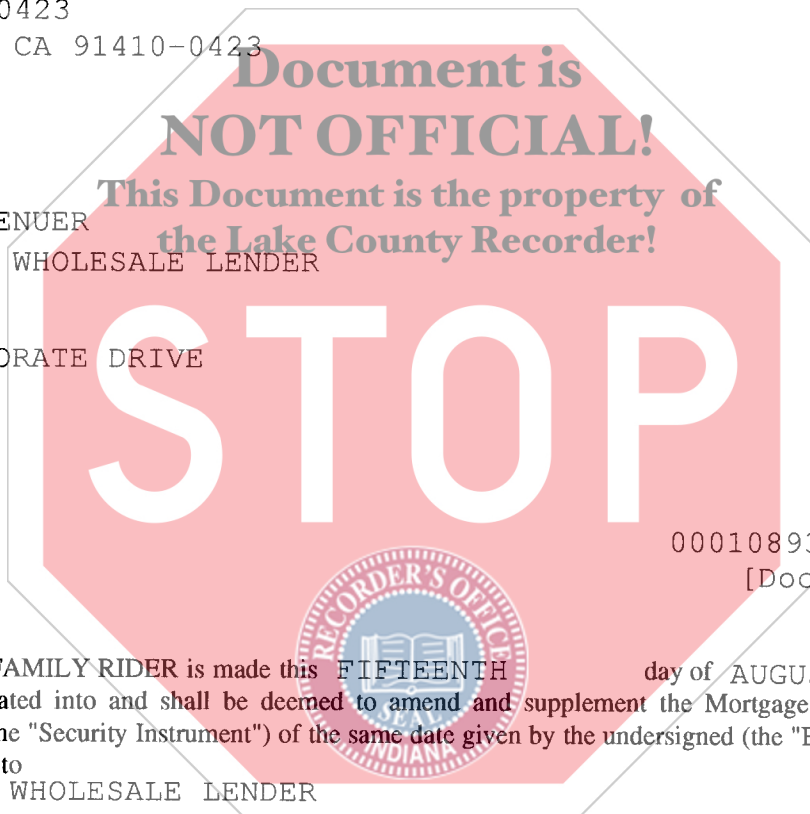 0423
CA 91410-0423
Document is
NOT OFFICIAL!
This Document is the property of
the Lake County Recorder!
ENUER
WHOLESALE LENDER
ORATE DRIVE
STOP
00010893
[Doc
RECORDER'S OFFICE
SEAL
INDIANA
FAMILY RIDER is made this FIFTEENTH day of AUGU
ated into and shall be deemed to amend and supplement the Mortgage
ne "Security Instrument") of the same date given by the undersigned (the "B
to
WHOLESALE LENDER